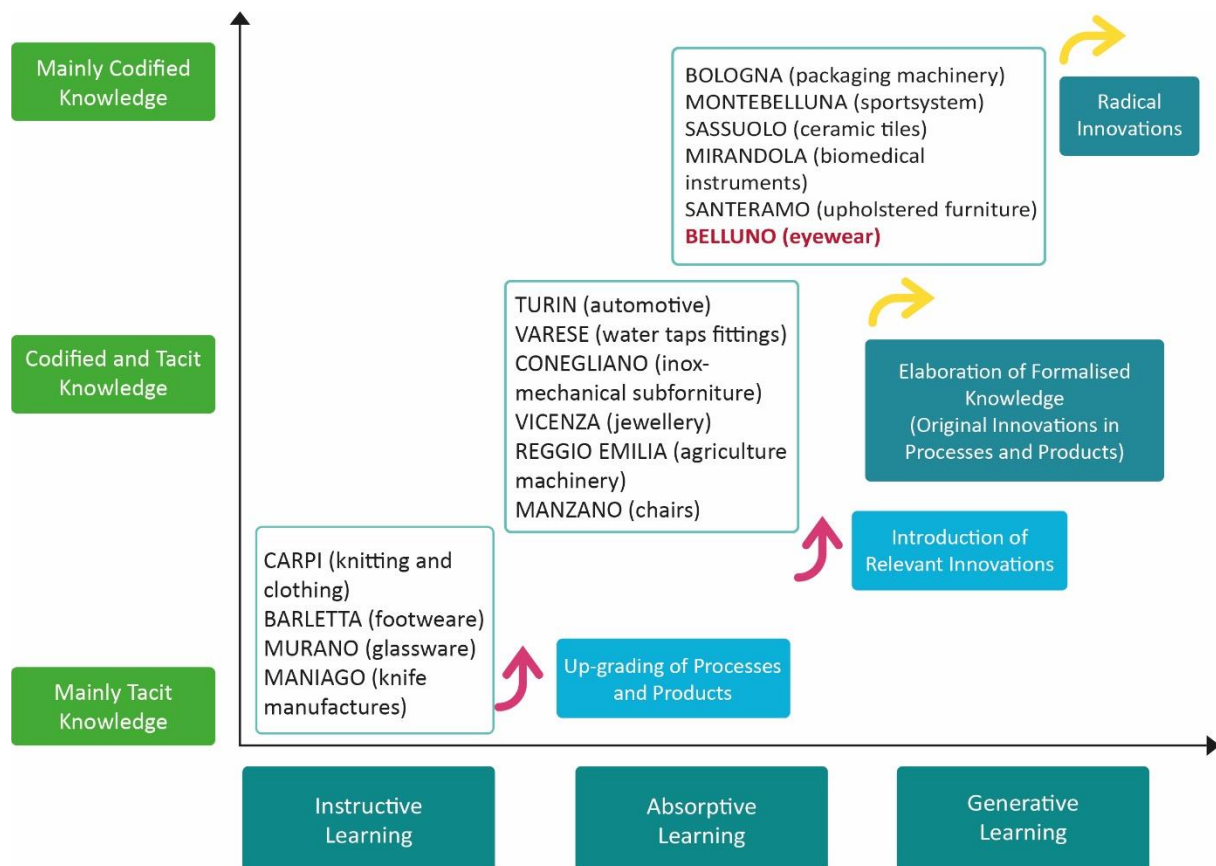 Mainly Codified
Knowledge
BOLOGNA (packaging machinery)
MONTEBELLUNA (sportsystem)
SASSUOLO (ceramic tiles)
MIRANDOLA (biomedical
instruments)
SANTERAMO (upholstered furniture)
BELLUNO (eyewear)
Radical
Innovations
Codified and Tacit
Knowledge
TURIN (automotive)
VARESE (water taps fittings)
CONEGLIANO (inox-
mechanical subforniture)
VICENZA (jewellery)
REGGIO EMILIA (agriculture
machinery)
MANZANO (chairs)
Elaboration of Formalised
Knowledge
(Original Innovations in
Processes and Products)
Introduction of
Relevant Innovations
Mainly Tacit
Knowledge
CARPI (knitting and
clothing)
BARLETTA (footweare)
MURANO (glassware)
MANIAGO (knife
manufactures)
Up-grading of Processes
and Products
Instructive
Learning
Absorptive
Learning
Generative
Learning